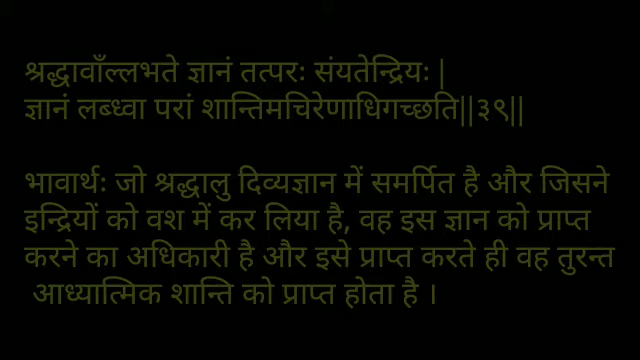 श्रद्धावाँल्लभते ज्ञानं तत्परः संयतेन्द्रियः |
ज्ञानं लब्ध्वा परां शान्तिमचिरेणाधिगच्छति||३९||
भावार्थः जो श्रद्धालु दिव्यज्ञान में समर्पित है और जिसने
इन्द्रियों को वश में कर लिया है, वह इस ज्ञान को प्राप्त
करने का अधिकारी है और इसे प्राप्त करते ही वह तुरन्त
आध्यात्मिक शान्ति को प्राप्त होता है ।